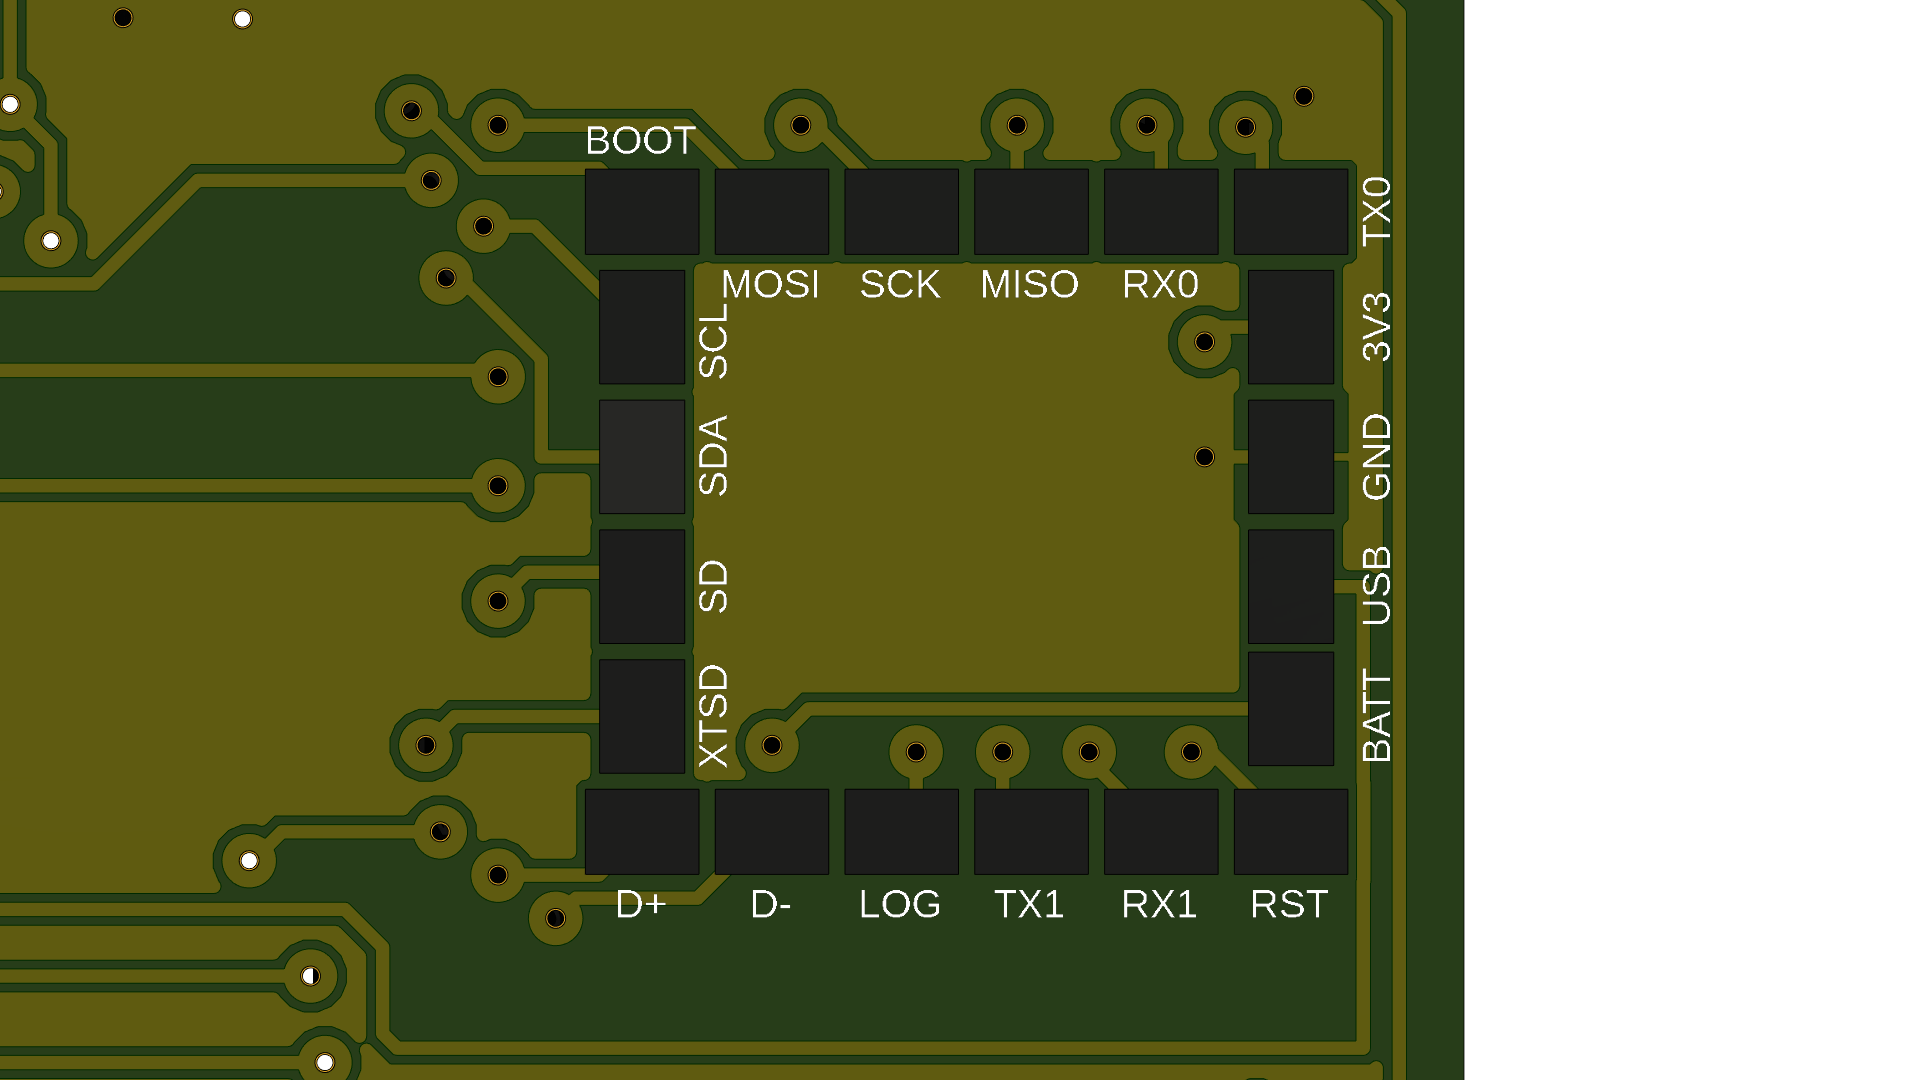 BOOT
TX0
MOSI
SCK
MISO
RX0
SCL
3V3
SDA
GND
SD
USB
XTSD
BATT
D+
D-
LOG
TX1
RX1
RST